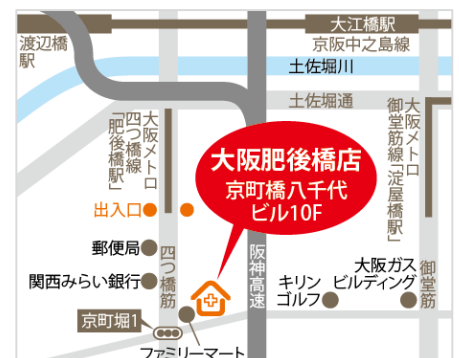 大江橋駅
渡辺橋
駅
京阪中之島線
土佐堀川
土佐堀通
大阪メトロ
四つ橋線
「肥後橋駅」
大阪メトロ
御堂筋線「淀屋橋駅」
大阪肥後橋店
京町橋八千代
ビル10F
出入口
郵便局
四つ橋筋
阪神高速
関西みらい銀行
大阪ガス
ビルディング
御堂筋
キリン
ゴルフ
京町堀1
ファミリーマート